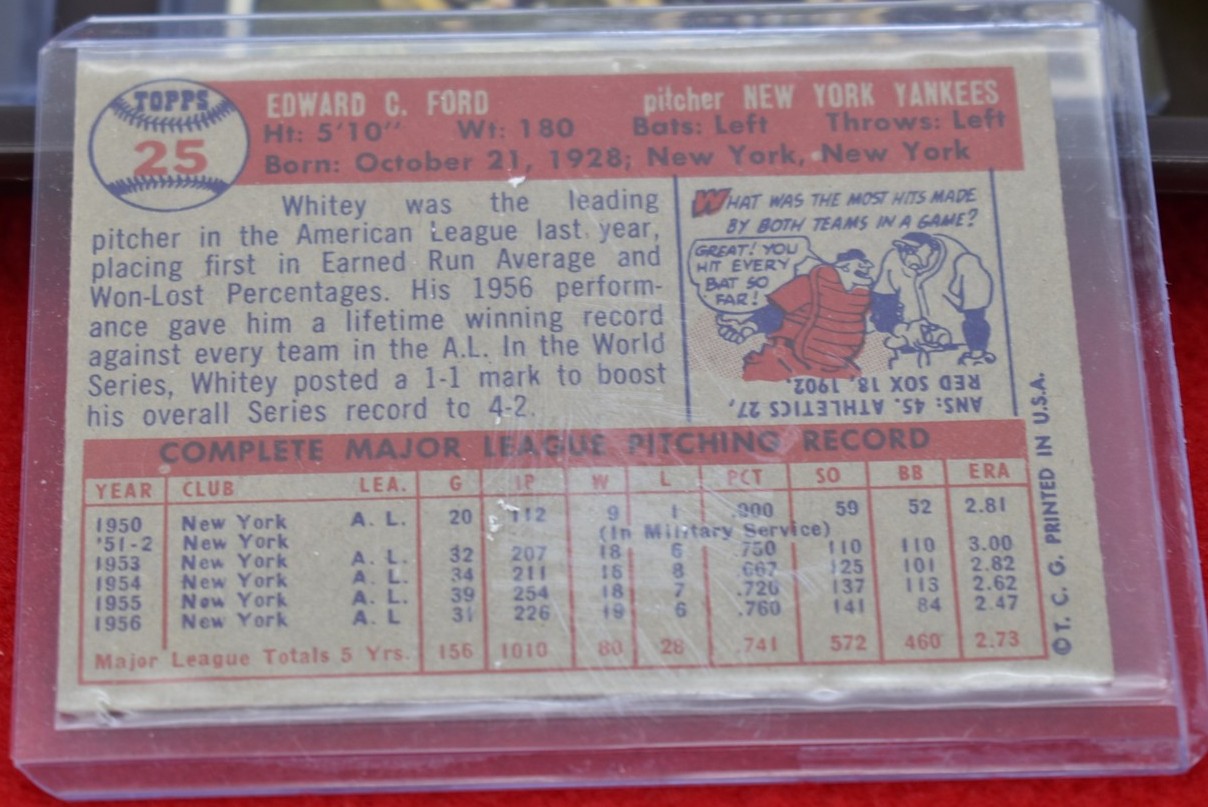 TOPPS
25
EDWARD C. FORD pitcher NEW YORK YANKEES
Ht: 5'10" Wt: 180 Bats: Left Throws: Left
Born: October 21, 1928; New York, New York
Whitey was the leading
pitcher in the American League last year,
placing first in Earned Run Average and
Won-Lost Percentages. His 1956 perform-
ance gave him a lifetime winning record
against every team in the A.L. In the World
Series, Whitey posted a 1-1 mark to boost
his overall Series record to 4-2.
WHAT WAS THE MOST HITS MADE
BY BOTH TEAMS IN A GAME?
GREAT! YOU
HIT EVERY
BAT SO
FAR!
ANS: 45. ATHLETICS 27,
RED SOX 18, 1902.
COMPLETE MAJOR LEAGUE PITCHING RECORD
YEAR CLUB LEA. G IP W L PCT SO BB ERA
1950 New York A. L. 20 112 9 1 .900 59 52 2.81
'51-2 New York (In Military Service)
1953 New York A. L. 32 207 18 6 .750 110 110 3.00
1954 New York A. L. 34 211 16 8 .667 125 101 2.82
1955 New York A. L. 39 254 18 7 .720 137 113 2.62
1956 New York A. L 31 226 19 6 .760 141 84 2.47
Major League Totals 5 Yrs. 156 1010 80 28 .741 572 460 2.73
©T. C. G. PRINTED IN U.S.A.